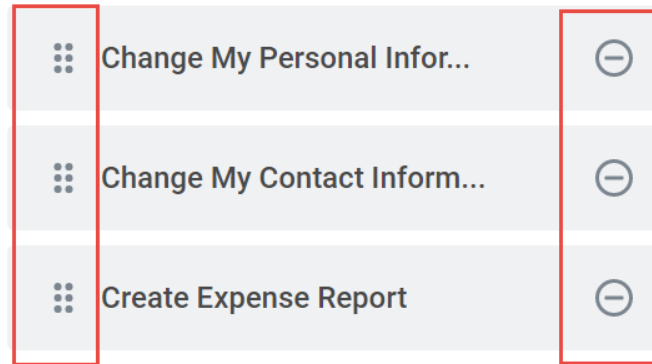 Change My Personal Infor...
Change My Contact Inform...
Create Expense Report